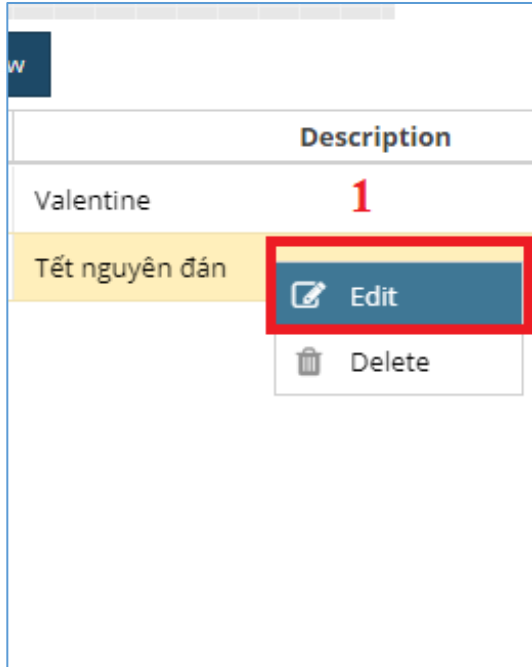 w
Description
Valentine
1
Tết nguyên đán
Edit
Delete